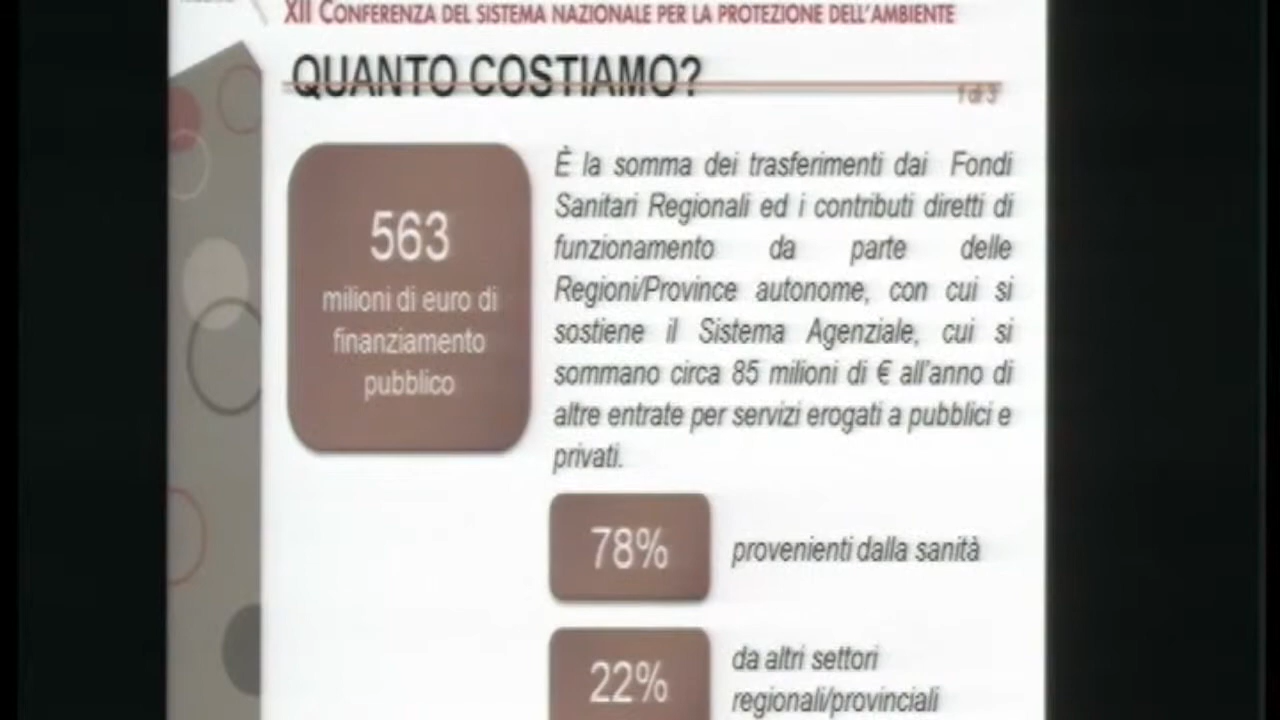 XII CONFERENZA DEL SISTEMA NAZIONALE PER LA PROTEZIONE DELL'AMBIENTE
QUANTO COSTIAMO?
1 di 3
563
milioni di euro di
finanziamento
pubblico
È la somma dei trasferimenti dai Fondi
Sanitari Regionali ed i contributi diretti di
funzionamento da parte delle
Regioni/Province autonome, con cui si
sostiene il Sistema Agenziale, cui si
sommano circa 85 milioni di € all'anno di
altre entrate per servizi erogati a pubblici e
privati.
78%
provenienti dalla sanità
22%
da altri settori
regionali/provinciali